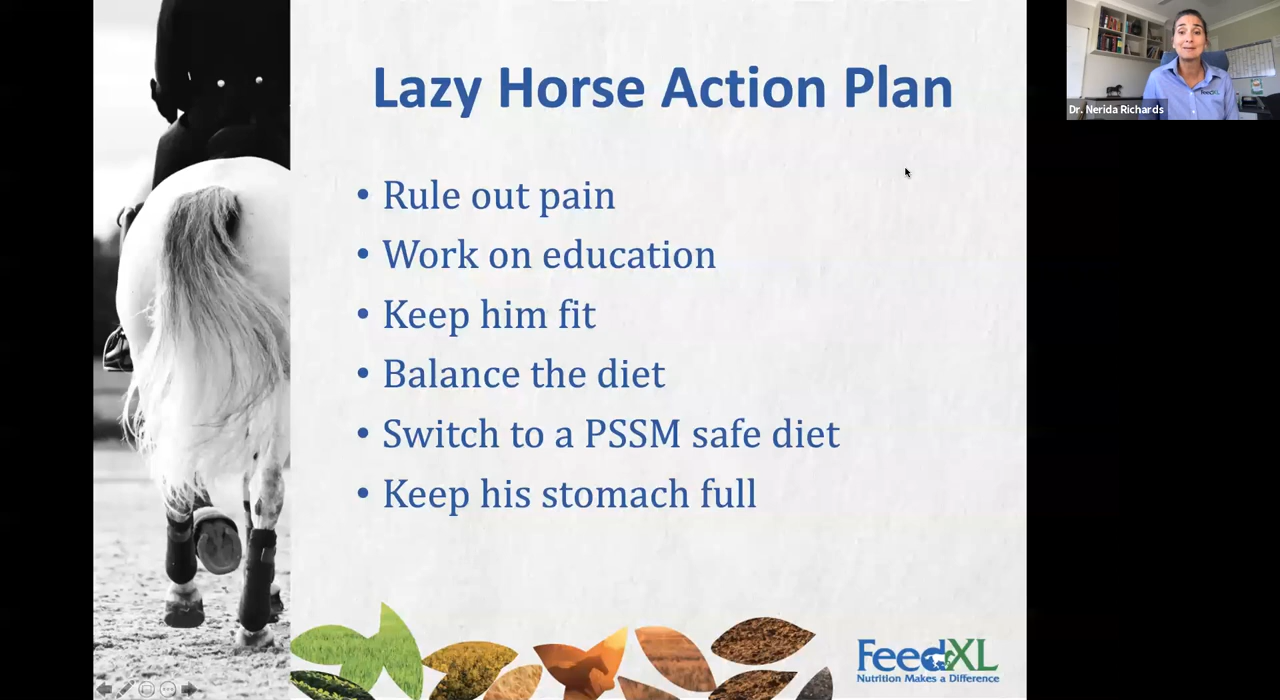 Lazy Horse Action Plan
• Rule out pain
• Work on education
• Keep him fit
• Balance the diet
• Switch to a PSSM safe diet
• Keep his stomach full
FeedXL
Nutrition Makes a Difference
FeedXL
Dr. Nerida Richards